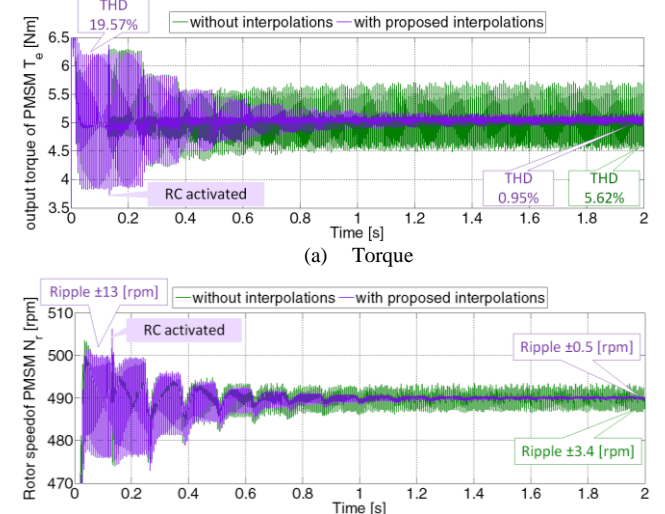 THD
19.57%
without interpolations with proposed interpolations
output torque of PMSM T_e [Nm]
6.5
6
5.5
5
4.5
4
3.5
RC activated
THD
0.95%
THD
5.62%
0 0.2 0.4 0.6 0.8 1 1.2 1.4 1.6 1.8 2
Time [s]
(a) Torque
Ripple ±13 [rpm]
without interpolations with proposed interpolations
Rotor speedof PMSM N_r [rpm]
510
500
490
480
470
RC activated
Ripple ±0.5 [rpm]
Ripple ±3.4 [rpm]
0 0.2 0.4 0.6 0.8 1 1.2 1.4 1.6 1.8 2
Time [s]